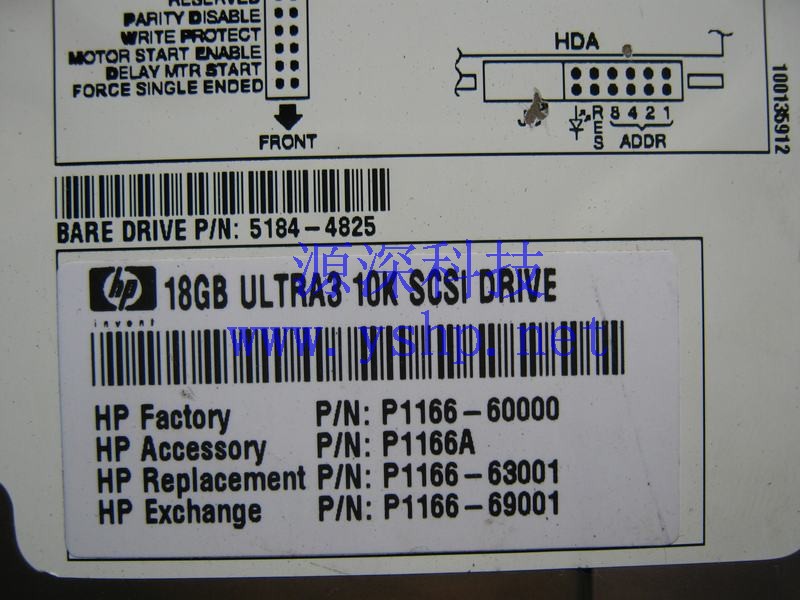 RESERVED
PARITY DISABLE
WRITE PROTECT
MOTOR START ENABLE
DELAY MTR START
FORCE SINGLE ENDED
FRONT
HDA
RES
8 4 2 1
ADDR
100135912
BARE DRIVE P/N: 5184-4825
源深科技
hp
invent
18GB ULTRA3 10K SCSI DRIVE
www.yshp.net
HP Factory P/N: P1166-60000
HP Accessory P/N: P1166A
HP Replacement P/N: P1166-63001
HP Exchange P/N: P1166-69001